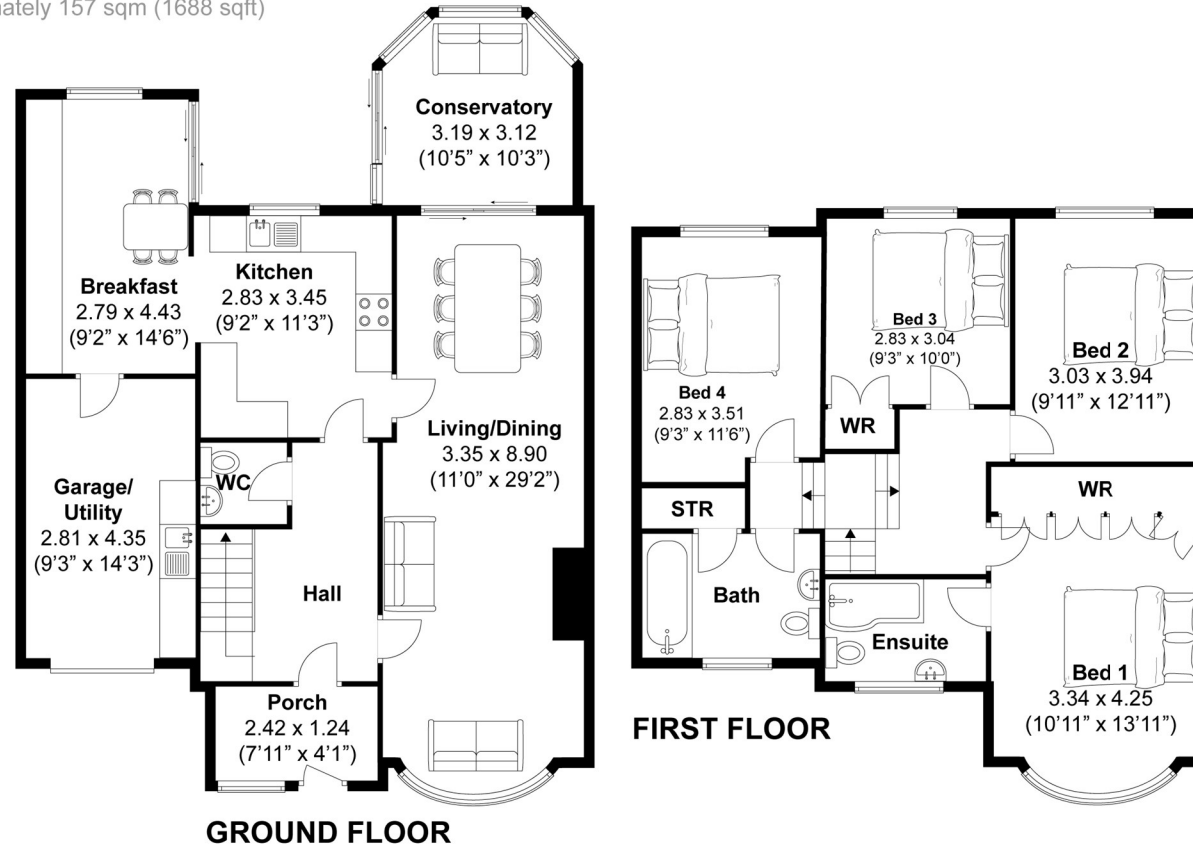 ately 157 sqm (1688 sqft)
Conservatory
3.19 x 3.12
(10’5” x 10’3”)
Breakfast
2.79 x 4.43
(9’2” x 14’6”)
Kitchen
2.83 x 3.45
(9’2” x 11’3”)
Living/Dining
3.35 x 8.90
(11’0” x 29’2”)
WC
Garage/
Utility
2.81 x 4.35
(9’3” x 14’3”)
Hall
Porch
2.42 x 1.24
(7’11” x 4’1”)
GROUND FLOOR
Bed 3
2.83 x 3.04
(9’3” x 10’0”)
Bed 2
3.03 x 3.94
(9’11” x 12’11”)
Bed 4
2.83 x 3.51
(9’3” x 11’6”)
WR
WR
STR
Bath
Ensuite
Bed 1
3.34 x 4.25
(10’11” x 13’11”)
FIRST FLOOR